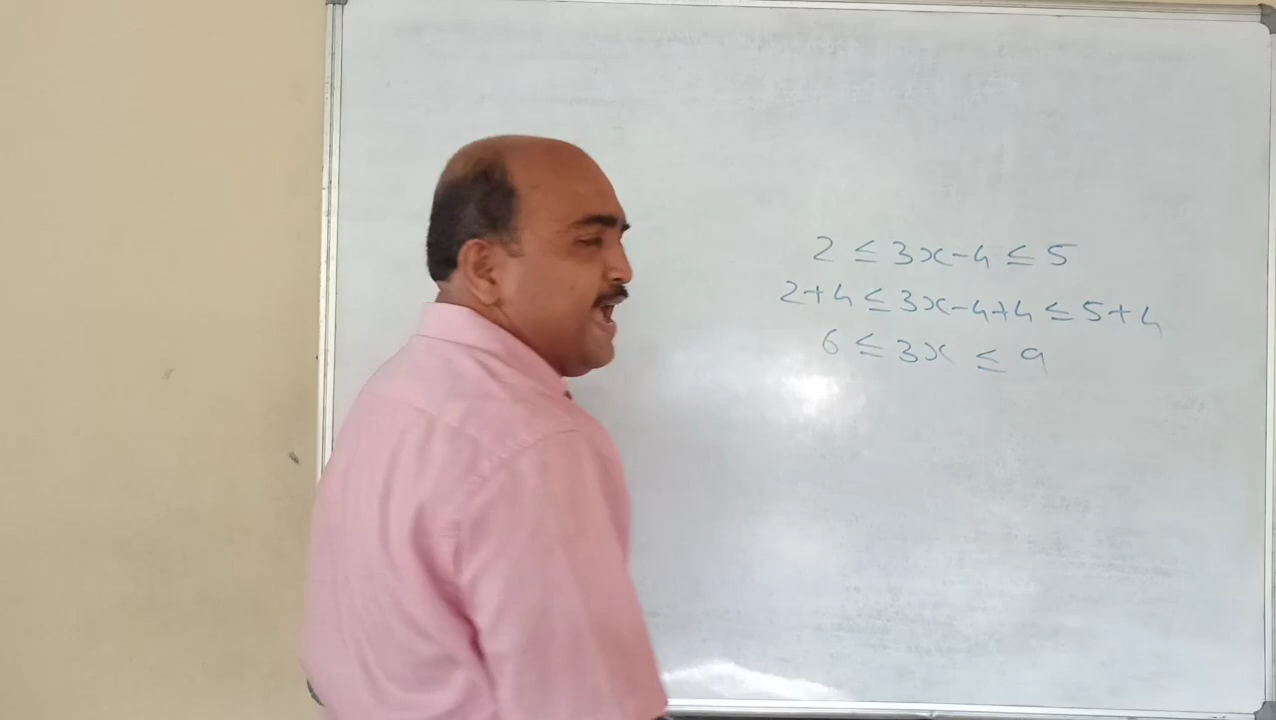 2 ≤ 3x-4 ≤ 5
2+4 ≤ 3x-4+4 ≤ 5+4
6 ≤ 3x ≤ 9